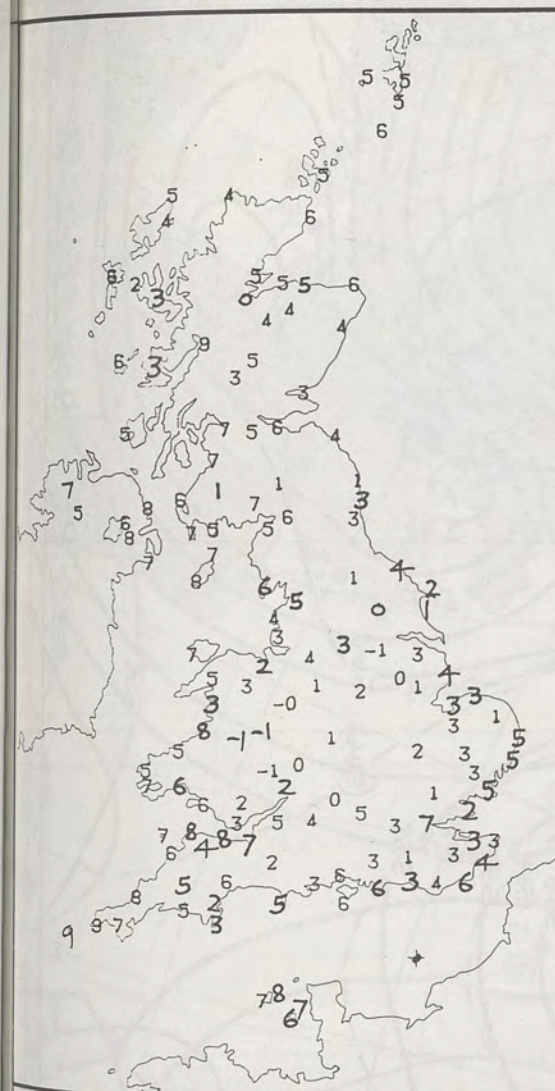 5 5
5
6
5
5 4
4 6
8 2 3 5 5 5 6
0 4 4
4
9
6 3 5
3
3
5 7 5 6 4
7
7 1 1 1
5 8 6 7 6 3
6 8 7 5 5 3
7 7
8 6 1 4
5 0 2
4 1
3 3 -1 3
7 2 4
5 3 1 2 0 1 4
3 -0 3 3
8 -1 -1 1 3 1
5 2 3 5
5 -1 0 3 5
7 6 2 1 5
6 2 0 2
3 5 4 5 3 7
7 8 8 7 3 3
6 4 2 3 1 3 4
5 6 3 6 6 3 4 6
8 5 2 5 6
9 8 7 3
7 8 7
6